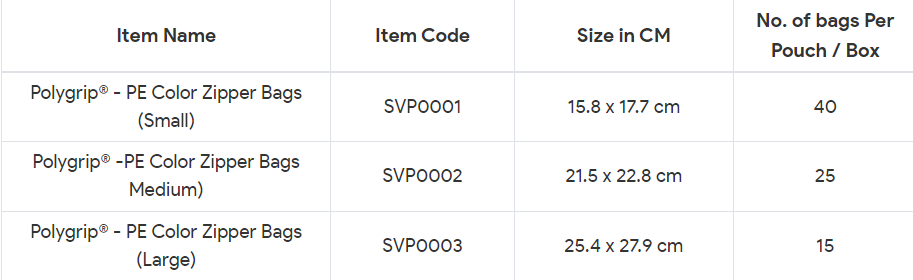 Item Name
Item Code
Size in CM
No. of bags Per
Pouch / Box
Polygrip® - PE Color Zipper Bags
(Small)
SVP0001
15.8 x 17.7 cm
40
Polygrip® -PE Color Zipper Bags
Medium)
SVP0002
21.5 x 22.8 cm
25
Polygrip® - PE Color Zipper Bags
(Large)
SVP0003
25.4 x 27.9 cm
15